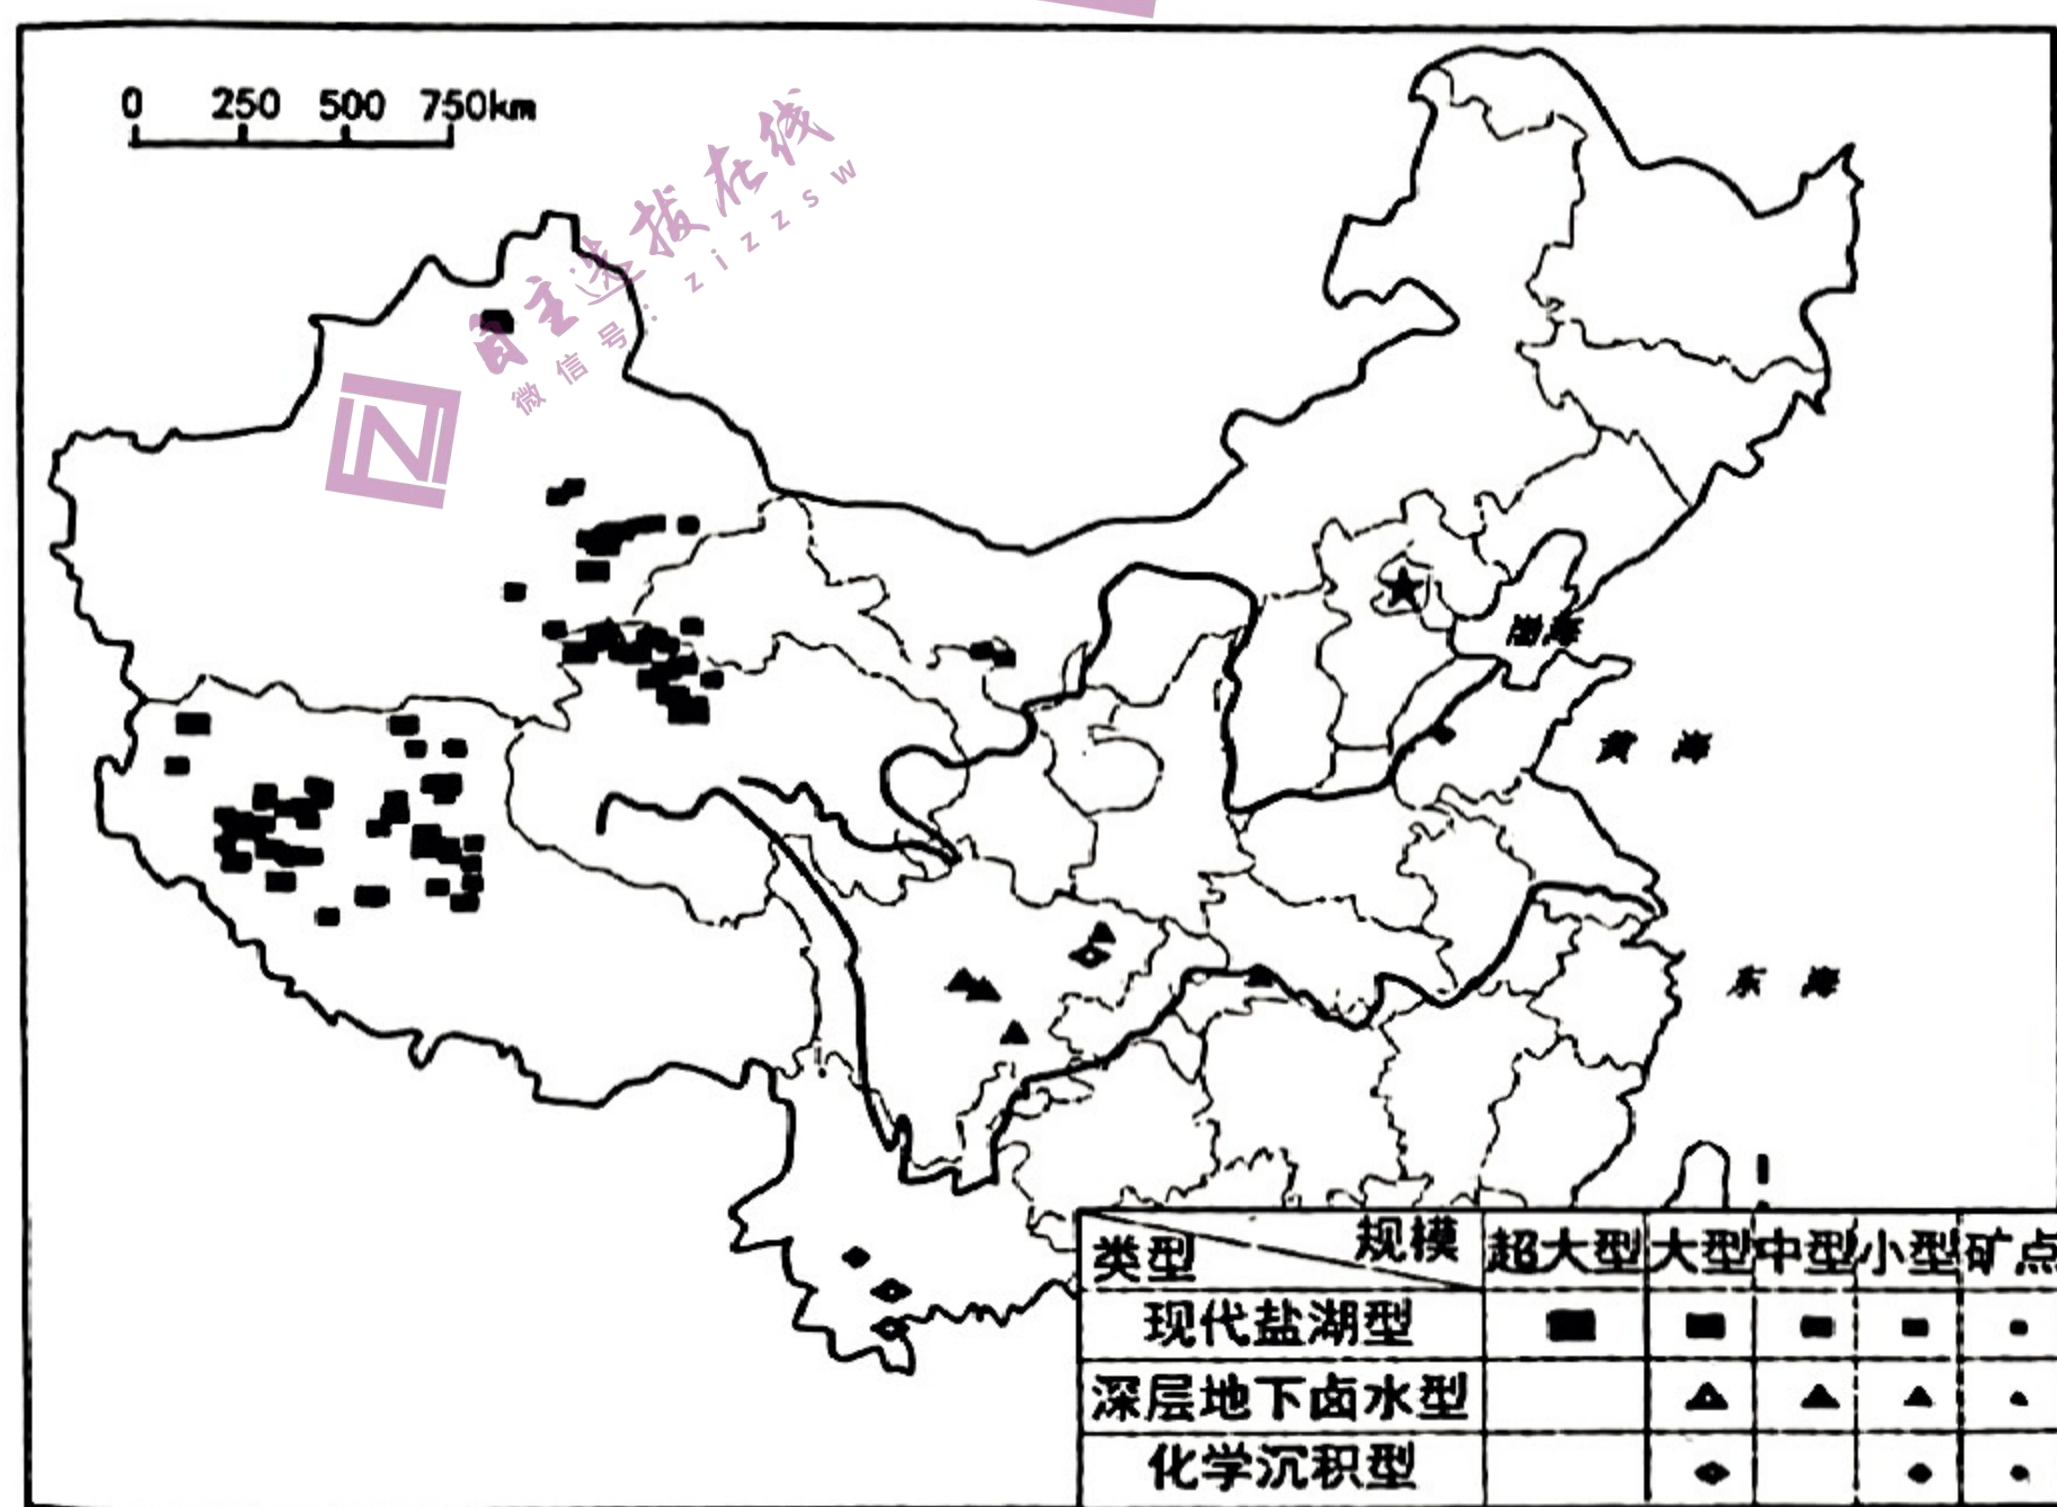 0 250 500 750km
自主选拔在线
微信号：zizzsw
渤海
黄 海
东 海
类型 规模 超大型 大型 中型 小型 矿点
现代盐湖型
深层地下卤水型
化学沉积型